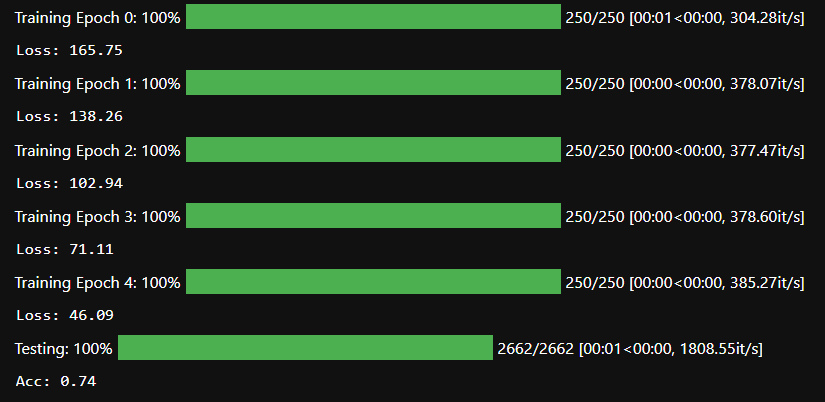 Training Epoch 0: 100% 250/250 [00:01<00:00, 304.28it/s]
Loss: 165.75
Training Epoch 1: 100% 250/250 [00:00<00:00, 378.07it/s]
Loss: 138.26
Training Epoch 2: 100% 250/250 [00:00<00:00, 377.47it/s]
Loss: 102.94
Training Epoch 3: 100% 250/250 [00:00<00:00, 378.60it/s]
Loss: 71.11
Training Epoch 4: 100% 250/250 [00:00<00:00, 385.27it/s]
Loss: 46.09
Testing: 100% 2662/2662 [00:01<00:00, 1808.55it/s]
Acc: 0.74